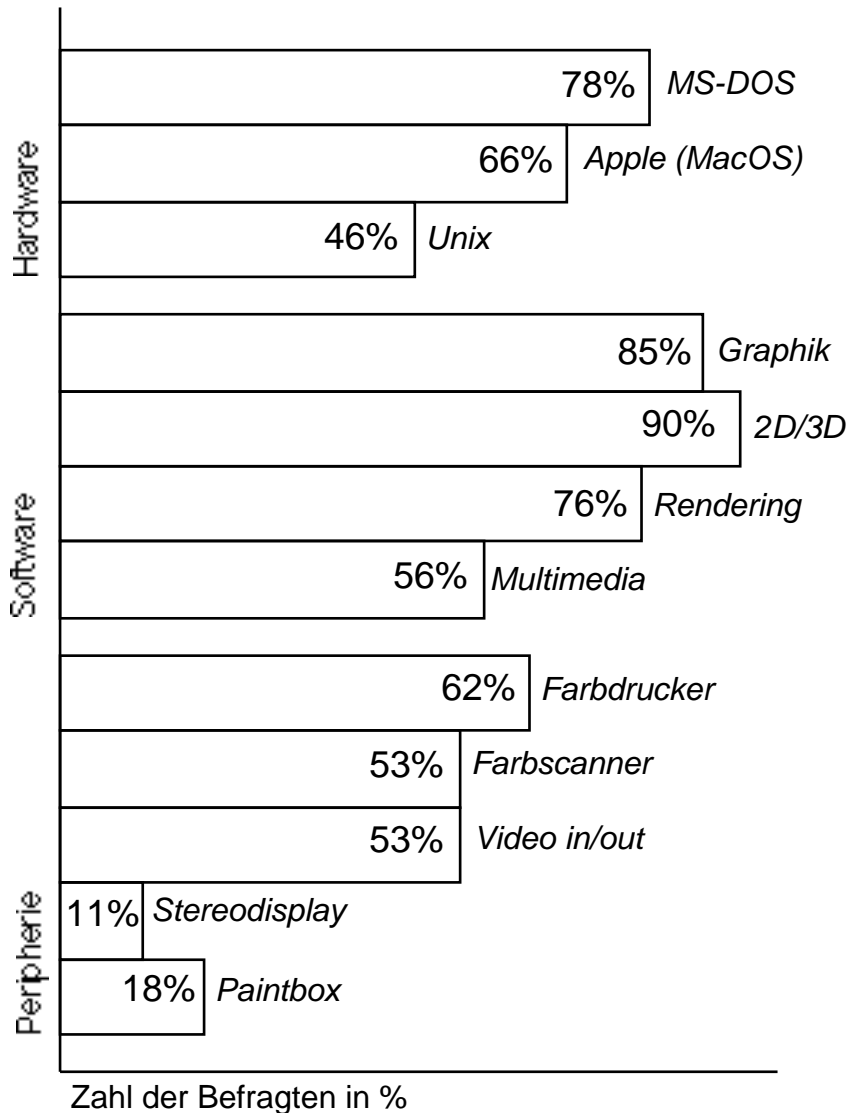 Hardware
78% MS-DOS
66% Apple (MacOS)
46% Unix
Software
85% Graphik
90% 2D/3D
76% Rendering
56% Multimedia
Peripherie
62% Farbdrucker
53% Farbscanner
53% Video in/out
11% Stereodisplay
18% Paintbox
Zahl der Befragten in %